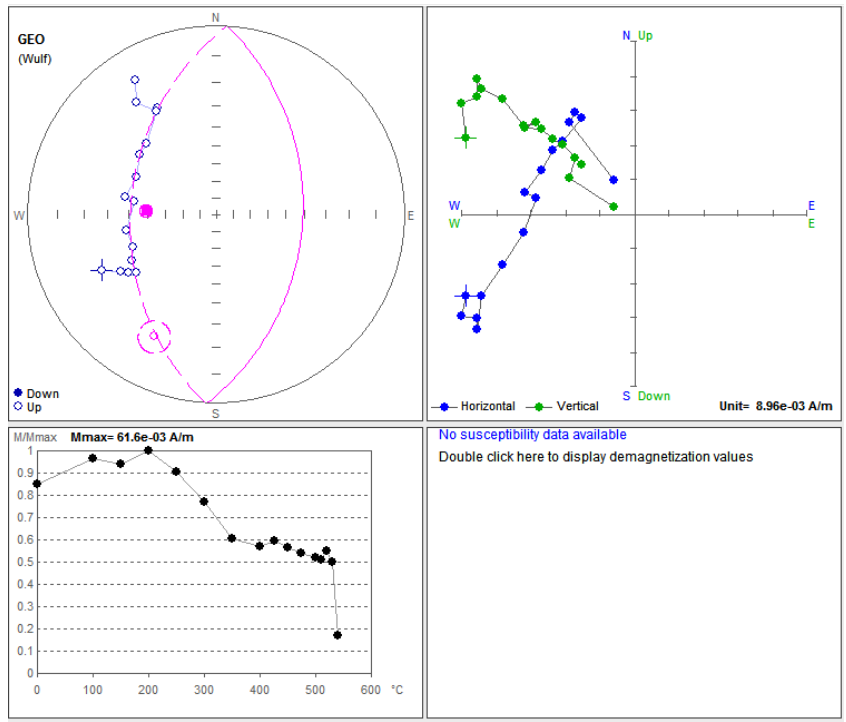 GEO
(Wulf)
N
W
E
S
Down
Up
N Up
W
W
E
E
S Down
Horizontal Vertical
Unit= 8.96e-03 A/m
M/Mmax Mmax= 61.6e-03 A/m
1
0.9
0.8
0.7
0.6
0.5
0.4
0.3
0.2
0.1
0
0 100 200 300 400 500 600 °C
No susceptibility data available
Double click here to display demagnetization values